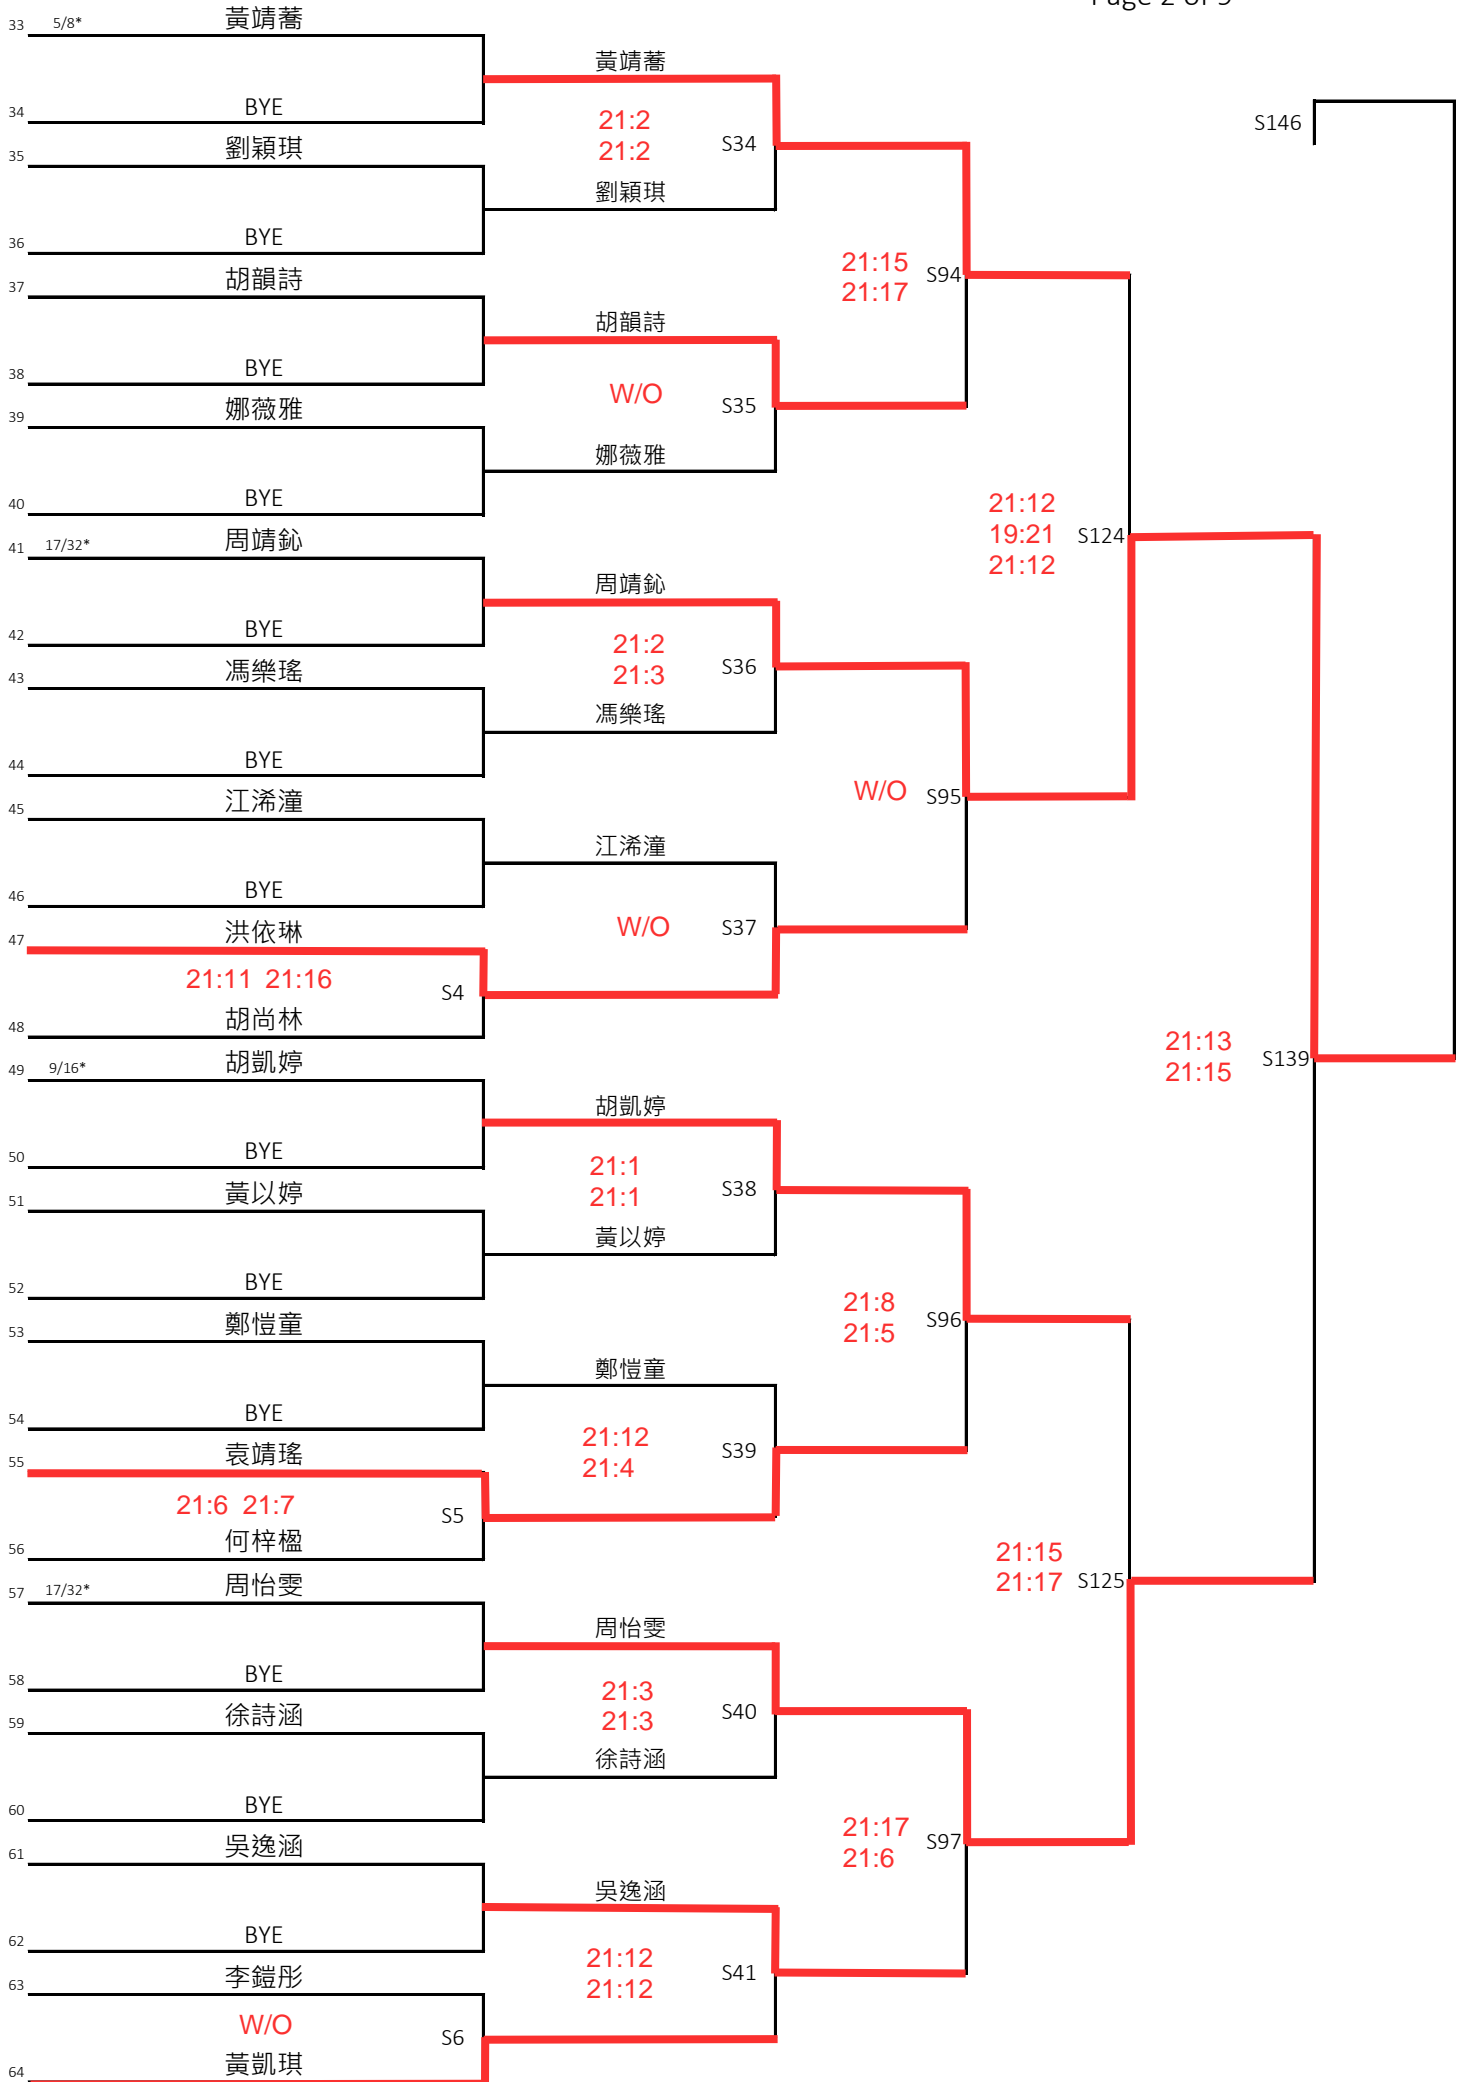 Page 2 of 9
33 5/8* 黃靖蕎
黃靖蕎
34 BYE
S146
21:2
21:2
S34
35 劉穎琪
劉穎琪
36 BYE
21:15
21:17
S94
37 胡韻詩
胡韻詩
38 BYE
W/O
S35
39 娜薇雅
娜薇雅
40 BYE
21:12
19:21
21:12
S124
41 17/32* 周靖鈊
周靖鈊
42 BYE
21:2
21:3
S36
43 馮樂瑤
馮樂瑤
44 BYE
W/O
S95
45 江浠潼
江浠潼
46 BYE
W/O
S37
47 洪依琳
21:11 21:16
S4
48 胡尚林
21:13
21:15
S139
49 9/16* 胡凱婷
胡凱婷
50 BYE
21:1
21:1
S38
51 黃以婷
黃以婷
52 BYE
21:8
21:5
S96
53 鄭愷童
鄭愷童
54 BYE
21:12
21:4
S39
55 袁靖瑤
21:6 21:7
S5
56 何梓楹
21:15
21:17
S125
57 17/32* 周怡雯
周怡雯
58 BYE
21:3
21:3
S40
59 徐詩涵
徐詩涵
60 BYE
21:17
21:6
S97
61 吳逸涵
吳逸涵
62 BYE
21:12
21:12
S41
63 李鎧彤
W/O
S6
64 黃凱琪